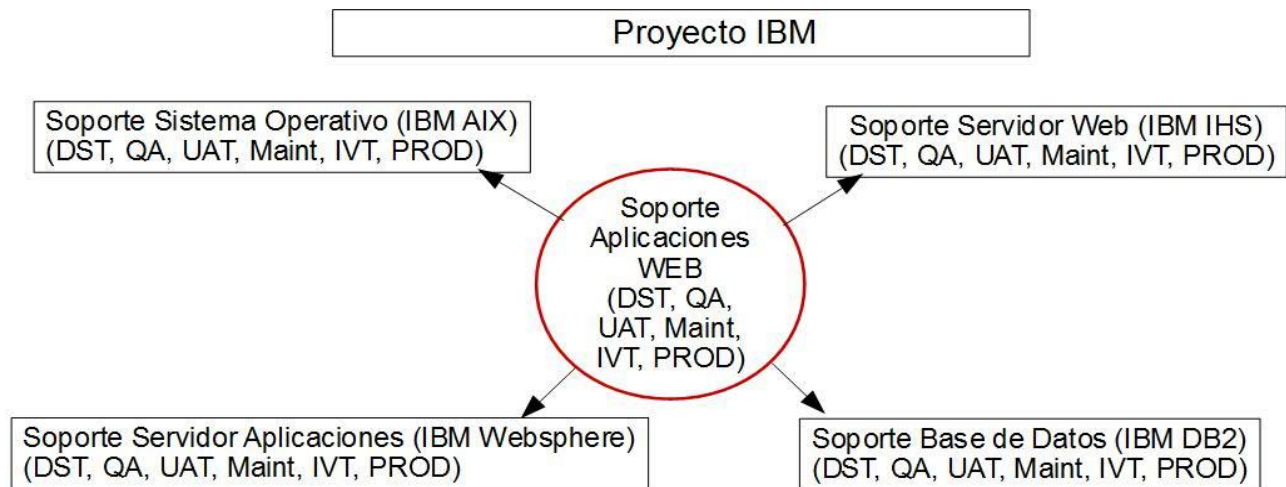 Proyecto IBM
Soporte Sistema Operativo (IBM AIX)
(DST, QA, UAT, Maint, IVT, PROD)
Soporte Servidor Web (IBM IHS)
(DST, QA, UAT, Maint, IVT, PROD)
Soporte
Aplicaciones
WEB
(DST, QA,
UAT, Maint,
IVT, PROD)
Soporte Servidor Aplicaciones (IBM Websphere)
(DST, QA, UAT, Maint, IVT, PROD)
Soporte Base de Datos (IBM DB2)
(DST, QA, UAT, Maint, IVT, PROD)